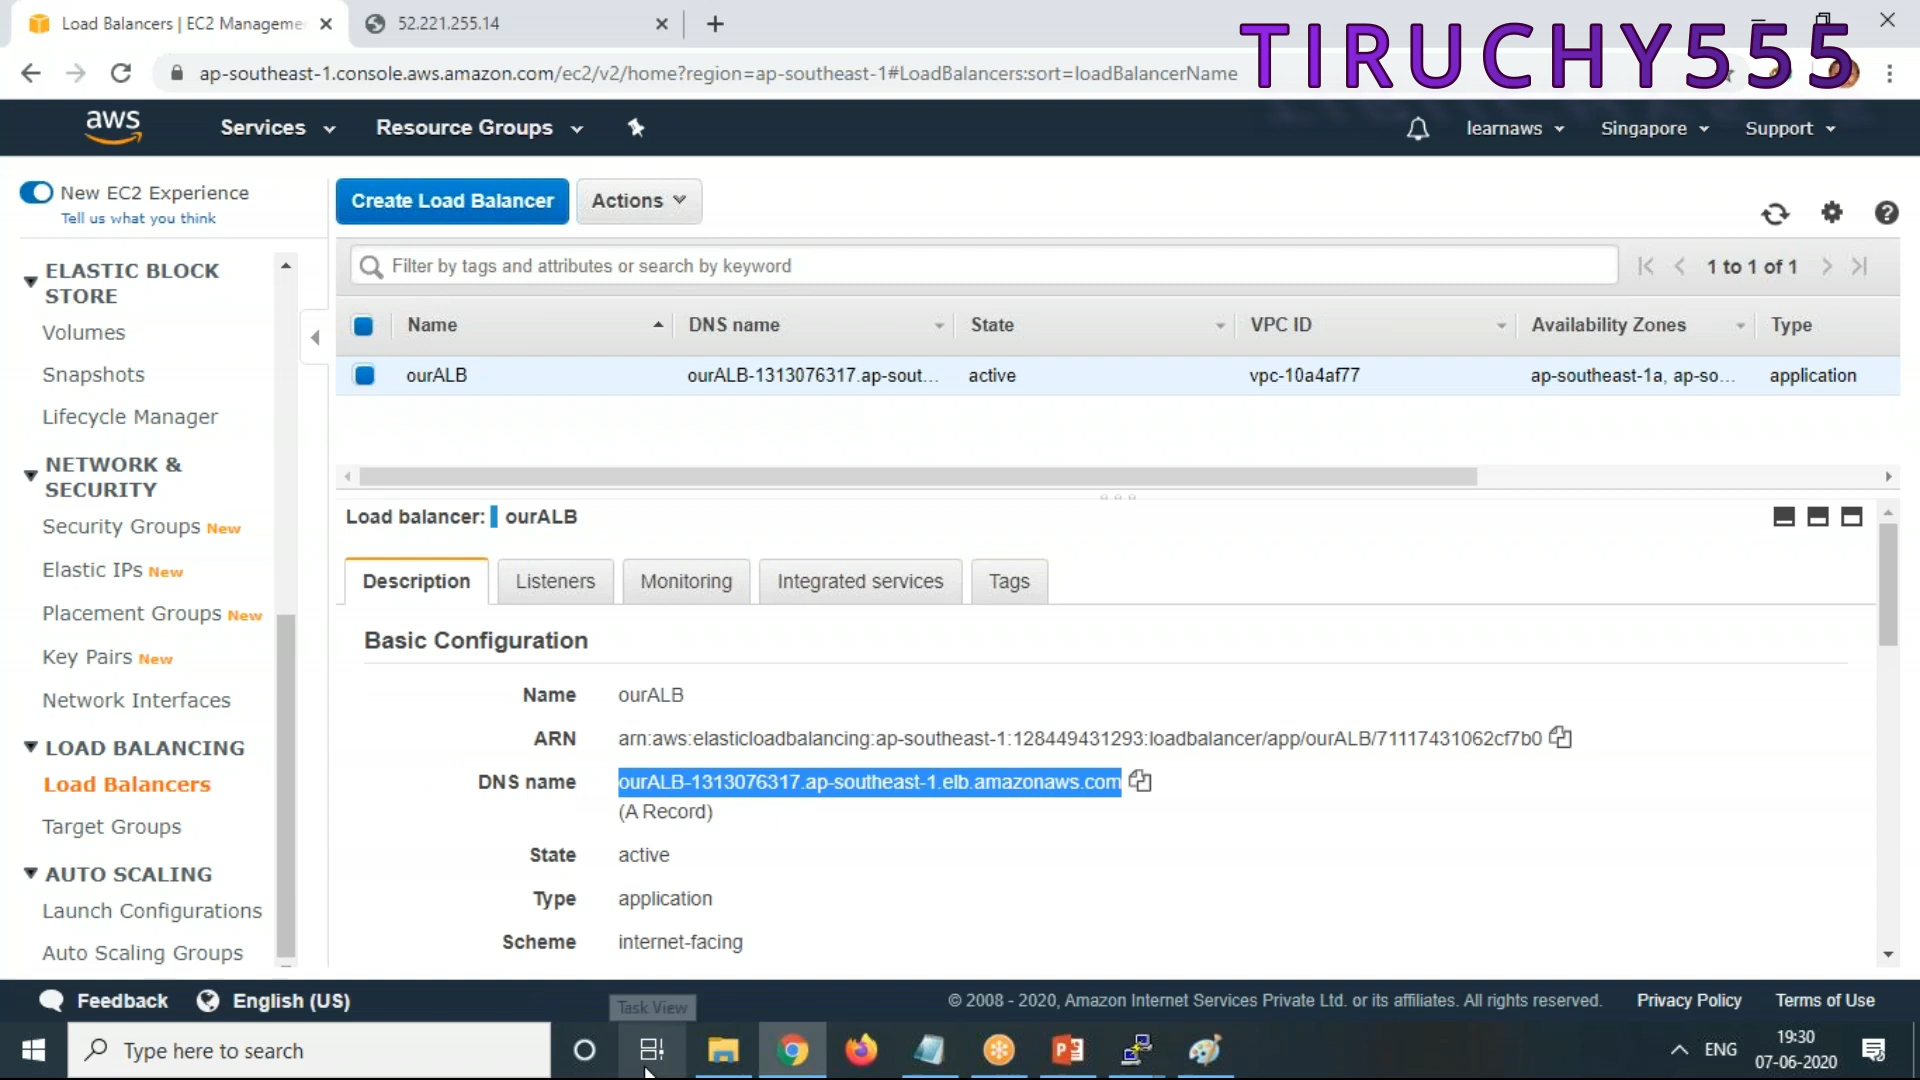 Load Balancers | EC2 Manageme
52.221.255.14
TIRUCHY555
ap-southeast-1.console.aws.amazon.com/ec2/v2/home?region=ap-southeast-1#LoadBalancers:sort=loadBalancerName
aws
Services
Resource Groups
learnaws
Singapore
Support
New EC2 Experience
Tell us what you think
ELASTIC BLOCK
STORE
Volumes
Snapshots
Lifecycle Manager
NETWORK &
SECURITY
Security Groups New
Elastic IPs New
Placement Groups New
Key Pairs New
Network Interfaces
LOAD BALANCING
Load Balancers
Target Groups
AUTO SCALING
Launch Configurations
Auto Scaling Groups
Create Load Balancer
Actions
Filter by tags and attributes or search by keyword
1 to 1 of 1
Name DNS name State VPC ID Availability Zones Type
ourALB ourALB-1313076317.ap-sout... active vpc-10a4af77 ap-southeast-1a, ap-so... application
Load balancer: ourALB
Description Listeners Monitoring Integrated services Tags
Basic Configuration
Name ourALB
ARN arn:aws:elasticloadbalancing:ap-southeast-1:128449431293:loadbalancer/app/ourALB/71117431062cf7b0
DNS name ourALB-1313076317.ap-southeast-1.elb.amazonaws.com
(A Record)
State active
Type application
Scheme internet-facing
Feedback
English (US)
Task View
© 2008 - 2020, Amazon Internet Services Private Ltd. or its affiliates. All rights reserved.
Privacy Policy
Terms of Use
Type here to search
ENG
19:30
07-06-2020